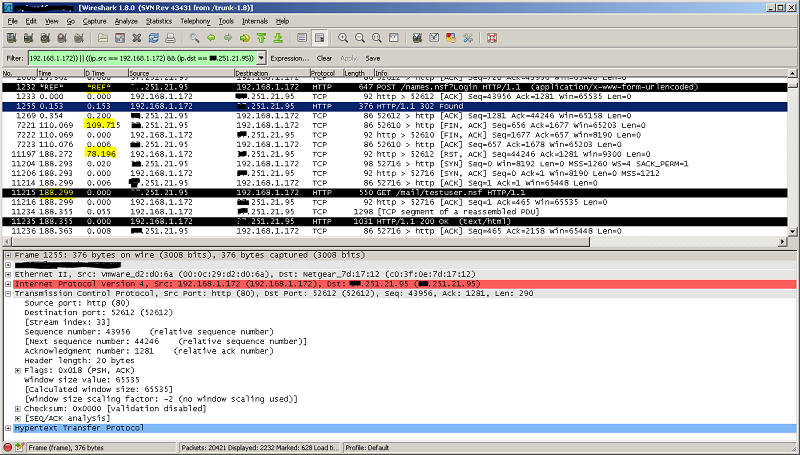 [Wireshark 1.8.0 (SVN Rev 43431 from /trunk-1.8)]
File Edit View Go Capture Analyze Statistics Telephony Tools Internals Help
Filter: 192.168.1.172)) || ((ip.src == 192.168.1.172) && (ip.dst == .251.21.95)) Expression... Clear Apply Save
No. Time D Time Source Destination Protocol Length Info
1232 *REF* *REF* .251.21.95 192.168.1.172 HTTP 647 POST /names.nsf?Login HTTP/1.1 (application/x-www-form-urlencoded)
1233 0.000 0.000 192.168.1.172 .251.21.95 TCP 92 http > 52612 [ACK] Seq=43956 Ack=1281 Win=65535 Len=0
1255 0.153 0.153 192.168.1.172 .251.21.95 HTTP 376 HTTP/1.1 302 Found
1269 0.354 0.200 .251.21.95 192.168.1.172 TCP 86 52612 > http [ACK] Seq=1281 Ack=44246 Win=65158 Len=0
7221 110.069 109.715 .251.21.95 192.168.1.172 TCP 86 52610 > http [FIN, ACK] Seq=656 Ack=1677 Win=65203 Len=0
7222 110.069 0.000 192.168.1.172 .251.21.95 TCP 92 http > 52610 [FIN, ACK] Seq=1677 Ack=657 Win=8190 Len=0
7223 110.076 0.006 .251.21.95 192.168.1.172 TCP 86 52610 > http [ACK] Seq=657 Ack=1678 Win=65203 Len=0
11197 188.272 78.196 192.168.1.172 .251.21.95 TCP 92 http > 52612 [RST, ACK] Seq=44246 Ack=1281 Win=9300 Len=0
11204 188.293 0.020 .251.21.95 192.168.1.172 TCP 98 52716 > http [SYN] Seq=0 Win=8192 Len=0 MSS=1260 WS=4 SACK_PERM=1
11205 188.293 0.000 192.168.1.172 .251.21.95 TCP 92 http > 52716 [SYN, ACK] Seq=0 Ack=1 Win=8190 Len=0 MSS=1212
11214 188.299 0.006 .251.21.95 192.168.1.172 TCP 86 52716 > http [ACK] Seq=1 Ack=1 Win=65448 Len=0
11215 188.299 0.000 .251.21.95 192.168.1.172 HTTP 550 GET /mail/testuser.nsf HTTP/1.1
11216 188.299 0.000 192.168.1.172 .251.21.95 TCP 92 http > 52716 [ACK] Seq=1 Ack=465 Win=65535 Len=0
11234 188.355 0.055 192.168.1.172 .251.21.95 TCP 1298 [TCP segment of a reassembled PDU]
11235 188.355 0.000 192.168.1.172 .251.21.95 HTTP 1031 HTTP/1.1 200 OK (text/html)
11236 188.363 0.008 .251.21.95 192.168.1.172 TCP 86 52716 > http [ACK] Seq=465 Ack=2158 Win=65448 Len=0
Frame 1255: 376 bytes on wire (3008 bits), 376 bytes captured (3008 bits)
Ethernet II, Src: Vmware_d2:d0:6a (00:0c:29:d2:d0:6a), Dst: Netgear_7d:17:12 (c0:3f:0e:7d:17:12)
Internet Protocol Version 4, Src: 192.168.1.172 (192.168.1.172), Dst: .251.21.95 ( .251.21.95)
Transmission Control Protocol, Src Port: http (80), Dst Port: 52612 (52612), Seq: 43956, Ack: 1281, Len: 290
Source port: http (80)
Destination port: 52612 (52612)
[Stream index: 33]
Sequence number: 43956 (relative sequence number)
[Next sequence number: 44246 (relative sequence number)]
Acknowledgment number: 1281 (relative ack number)
Header length: 20 bytes
Flags: 0x018 (PSH, ACK)
Window size value: 65535
[Calculated window size: 65535]
[Window size scaling factor: -2 (no window scaling used)]
Checksum: 0x0000 [validation disabled]
[SEQ/ACK analysis]
Hypertext Transfer Protocol
Frame (frame), 376 bytes Packets: 20421 Displayed: 2232 Marked: 628 Load ti... Profile: Default